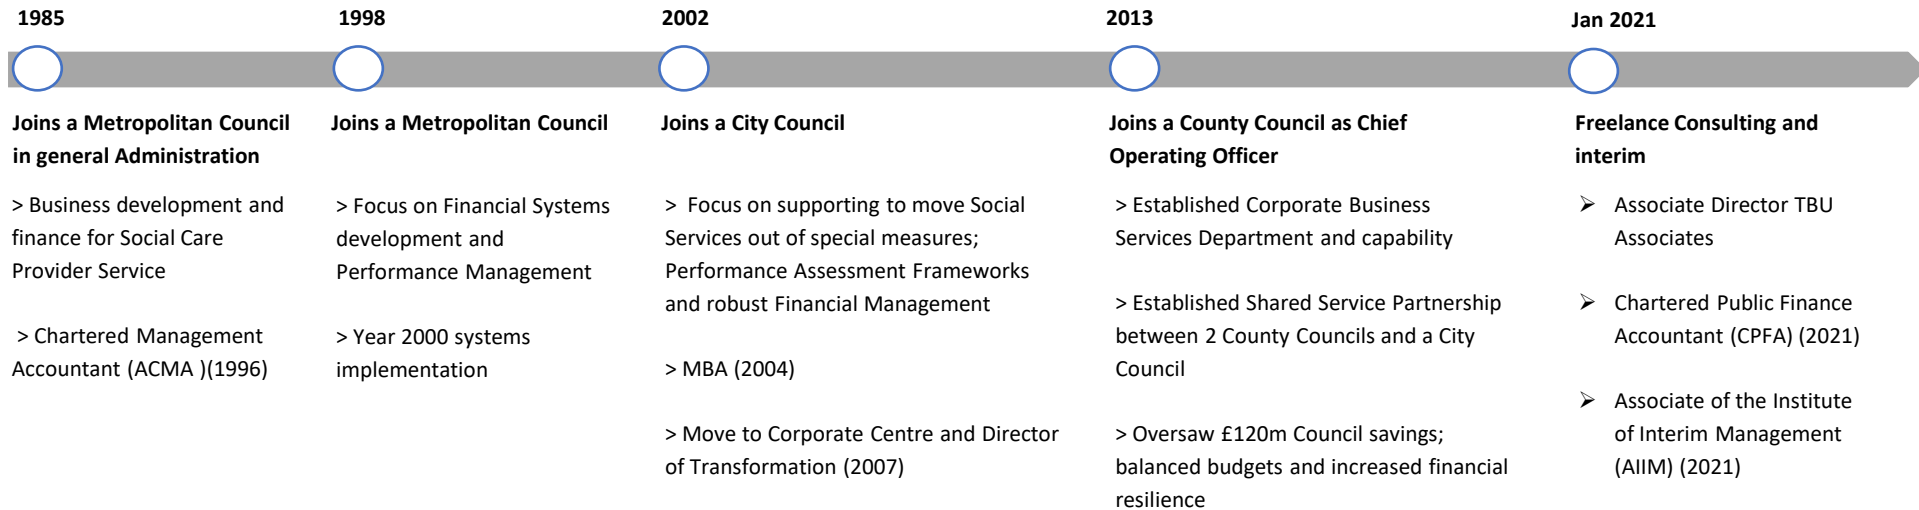 1985
Joins a Metropolitan Council
in general Administration
> Business development and
finance for Social Care
Provider Service
> Chartered Management
Accountant (ACMA )(1996)
1998
Joins a Metropolitan Council
> Focus on Financial Systems
development and
Performance Management
> Year 2000 systems
implementation
2002
Joins a City Council
> Focus on supporting to move Social
Services out of special measures;
Performance Assessment Frameworks
and robust Financial Management
> MBA (2004)
> Move to Corporate Centre and Director
of Transformation (2007)
2013
Joins a County Council as Chief
Operating Officer
> Established Corporate Business
Services Department and capability
> Established Shared Service Partnership
between 2 County Councils and a City
Council
> Oversaw £120m Council savings;
balanced budgets and increased financial
resilience
Jan 2021
Freelance Consulting and
interim
➢ Associate Director TBU
Associates
➢ Chartered Public Finance
Accountant (CPFA) (2021)
➢ Associate of the Institute
of Interim Management
(AIIM) (2021)